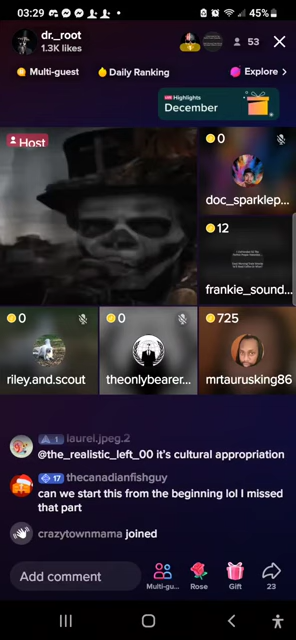 03:29
45%
dr._root
1.3K likes
53
Multi-guest
Daily Ranking
Explore
LIVE Highlights
December
Host
0
doc_sparklep...
12
frankie_sound...
0
riley.and.scout
0
theonlybearer...
725
mrtaurusking86
1 laurel.jpeg.2
@the_realistic_left_00 it's cultural appropriation
17 thecanadianfishguy
can we start this from the beginning lol I missed
that part
crazytownmama joined
Add comment
Multi-gu...
Rose
Gift
23